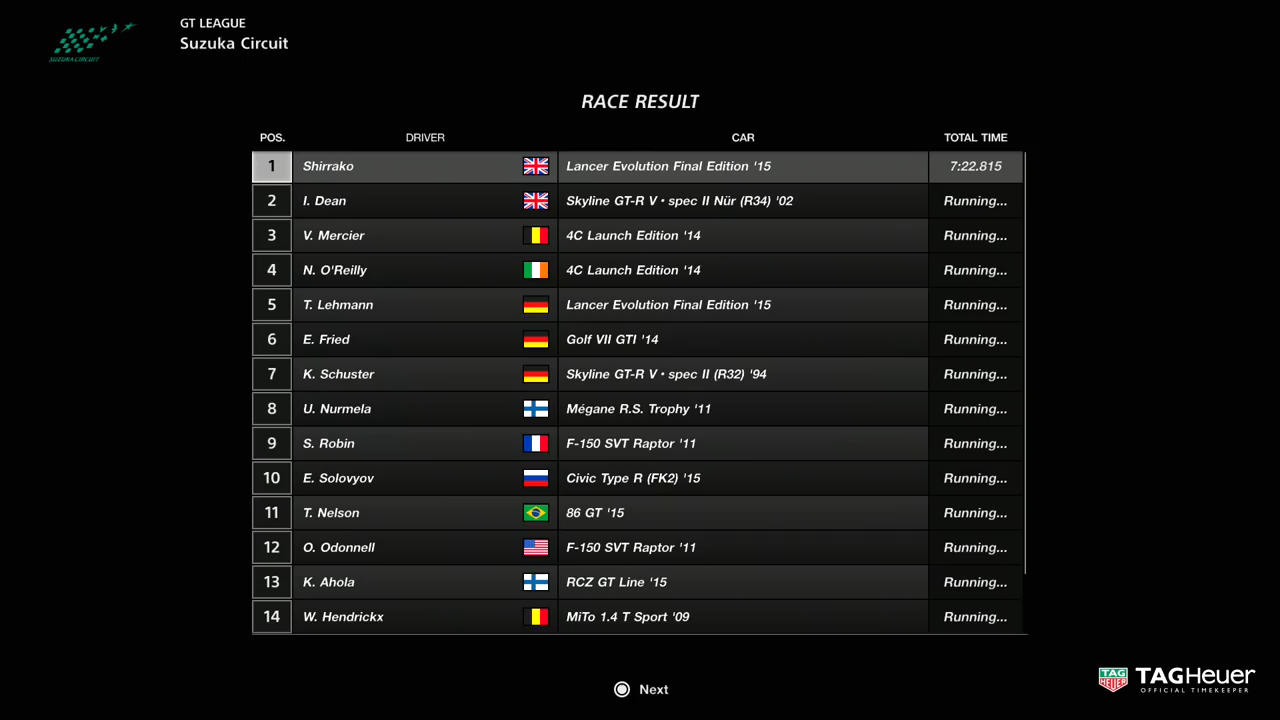 GT LEAGUE
Suzuka Circuit
SUZUKA CIRCUIT
RACE RESULT
POS. DRIVER CAR TOTAL TIME
1 Shirrako Lancer Evolution Final Edition '15 7:22.815
2 I. Dean Skyline GT-R V • spec II Nür (R34) '02 Running...
3 V. Mercier 4C Launch Edition '14 Running...
4 N. O'Reilly 4C Launch Edition '14 Running...
5 T. Lehmann Lancer Evolution Final Edition '15 Running...
6 E. Fried Golf VII GTI '14 Running...
7 K. Schuster Skyline GT-R V • spec II (R32) '94 Running...
8 U. Nurmela Mégane R.S. Trophy '11 Running...
9 S. Robin F-150 SVT Raptor '11 Running...
10 E. Solovyov Civic Type R (FK2) '15 Running...
11 T. Nelson 86 GT '15 Running...
12 O. Odonnell F-150 SVT Raptor '11 Running...
13 K. Ahola RCZ GT Line '15 Running...
14 W. Hendrickx MiTo 1.4 T Sport '09 Running...
Next
TAG HEUER
TAGHeuer
OFFICIAL TIMEKEEPER